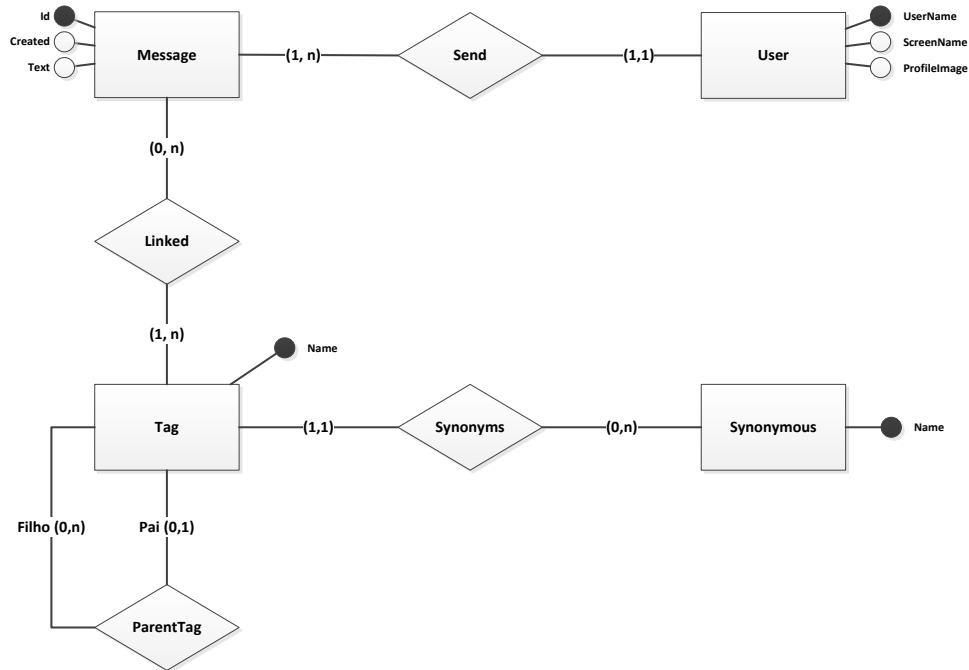 Id
Created
Text
Message
(1, n)
Send
(1,1)
User
UserName
ScreenName
ProfileImage
(0, n)
Linked
(1, n)
Name
Tag
(1,1)
Synonyms
(0,n)
Synonymous
Name
Filho (0,n)
Pai (0,1)
ParentTag